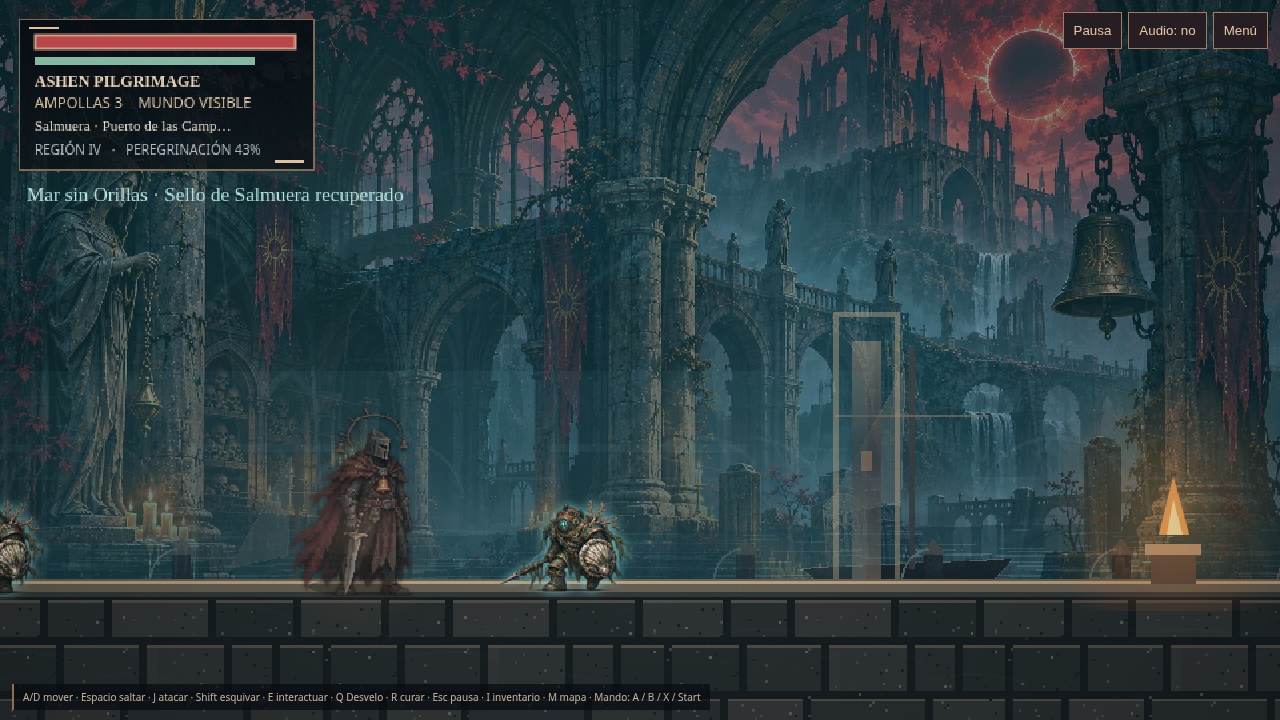 ASHEN PILGRIMAGE
AMPOLLAS 3 MUNDO VISIBLE
Salmuera · Puerto de las Camp…
REGIÓN IV · PEREGRINACIÓN 43%
Mar sin Orillas · Sello de Salmuera recuperado
Pausa
Audio: no
Menú
A/D mover · Espacio saltar · J atacar · Shift esquivar · E interactuar · Q Desvelo · R curar · Esc pausa · I inventario · M mapa · Mando: A / B / X / Start